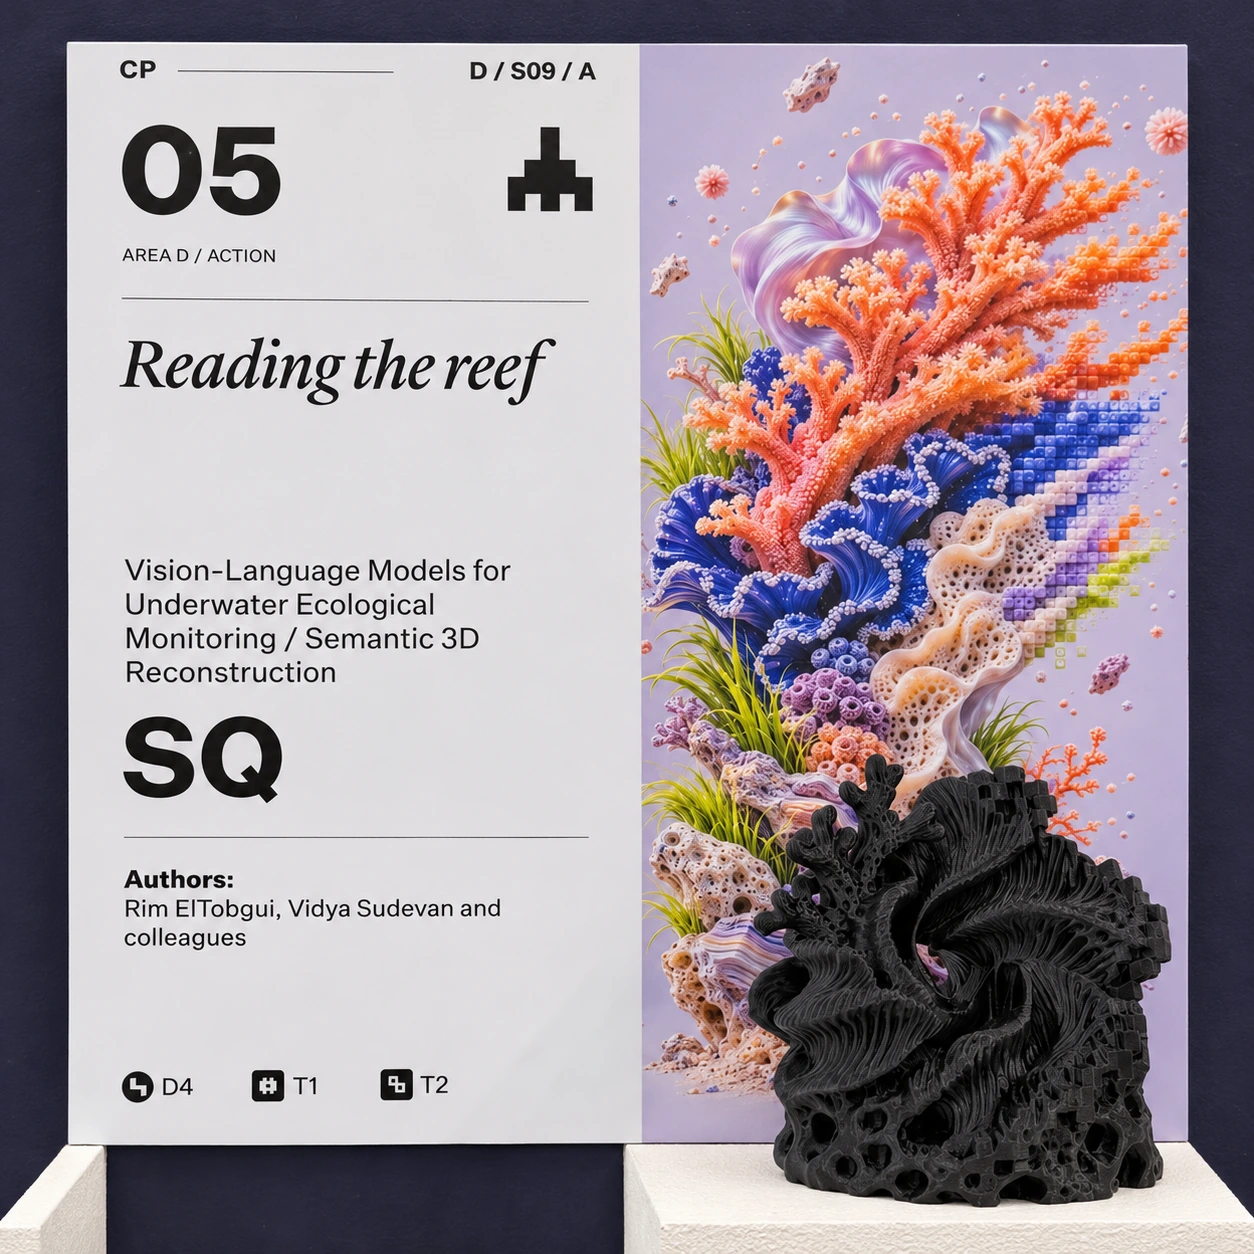 CP
D / S09 / A
05
AREA D / ACTION
Reading the reef
Vision-Language Models for
Underwater Ecological
Monitoring / Semantic 3D
Reconstruction
SQ
Authors:
Rim ElTobgui, Vidya Sudevan and
colleagues
D4
T1
T2